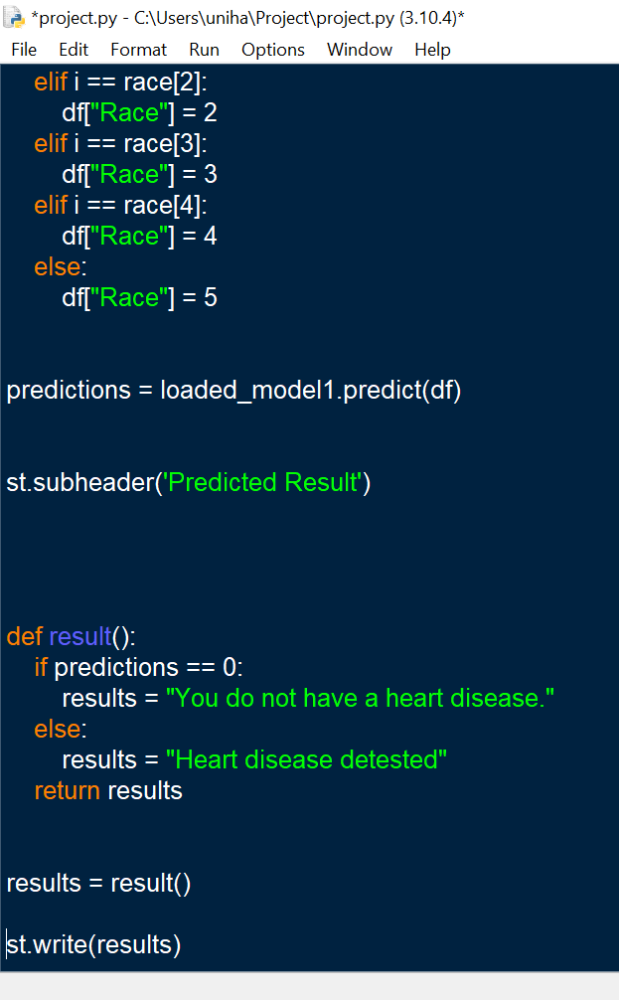 *project.py - C:\Users\uniha\Project\project.py (3.10.4)*
File Edit Format Run Options Window Help
    elif i == race[2]:
        df["Race"] = 2
    elif i == race[3]:
        df["Race"] = 3
    elif i == race[4]:
        df["Race"] = 4
    else:
        df["Race"] = 5
predictions = loaded_model1.predict(df)
st.subheader('Predicted Result')
def result():
    if predictions == 0:
        results = "You do not have a heart disease."
    else:
        results = "Heart disease detested"
    return results
results = result()
st.write(results)